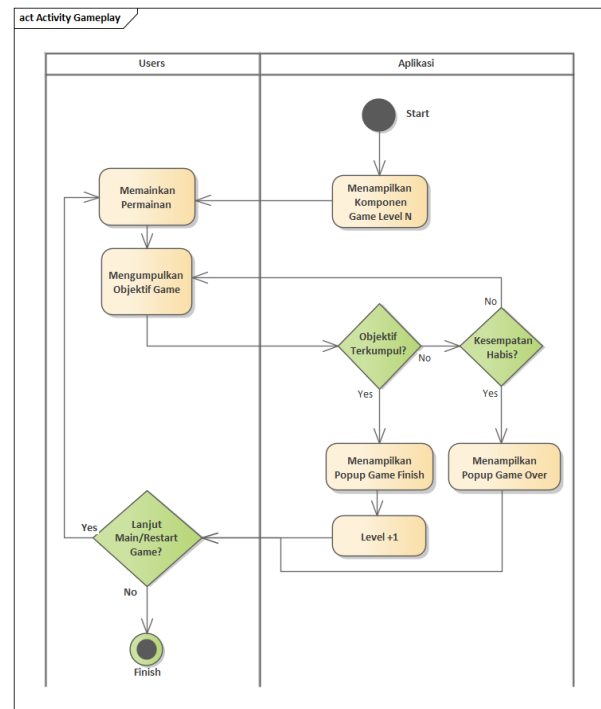 act Activity Gameplay
Users
Aplikasi
Start
Menampilkan
Komponen
Game Level N
Memainkan
Permainan
Mengumpulkan
Objektif Game
No
Objektif
Terkumpul?
No
Kesempatan
Habis?
Yes
Yes
Menampilkan
Popup Game Finish
Menampilkan
Popup Game Over
Yes
Lanjut
Main/Restart
Game?
Level +1
No
Finish